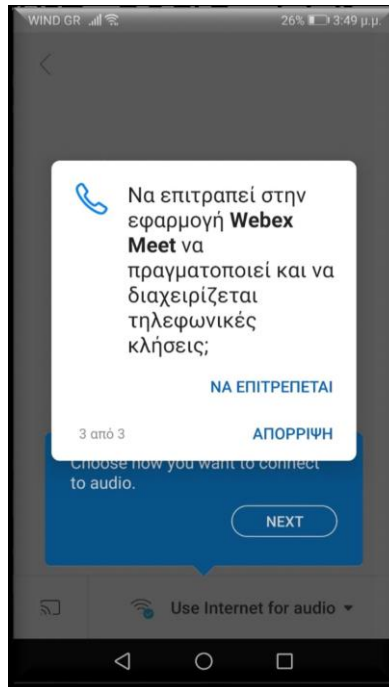 WIND GR 26% 3:49 μ.μ.
Να επιτραπεί στην
εφαρμογή Webex
Meet να
πραγματοποιεί και να
διαχειρίζεται
τηλεφωνικές
κλήσεις;
ΝΑ ΕΠΙΤΡΕΠΕΤΑΙ
3 από 3 ΑΠΟΡΡΙΨΗ
Choose how you want to connect
to audio.
NEXT
Use Internet for audio